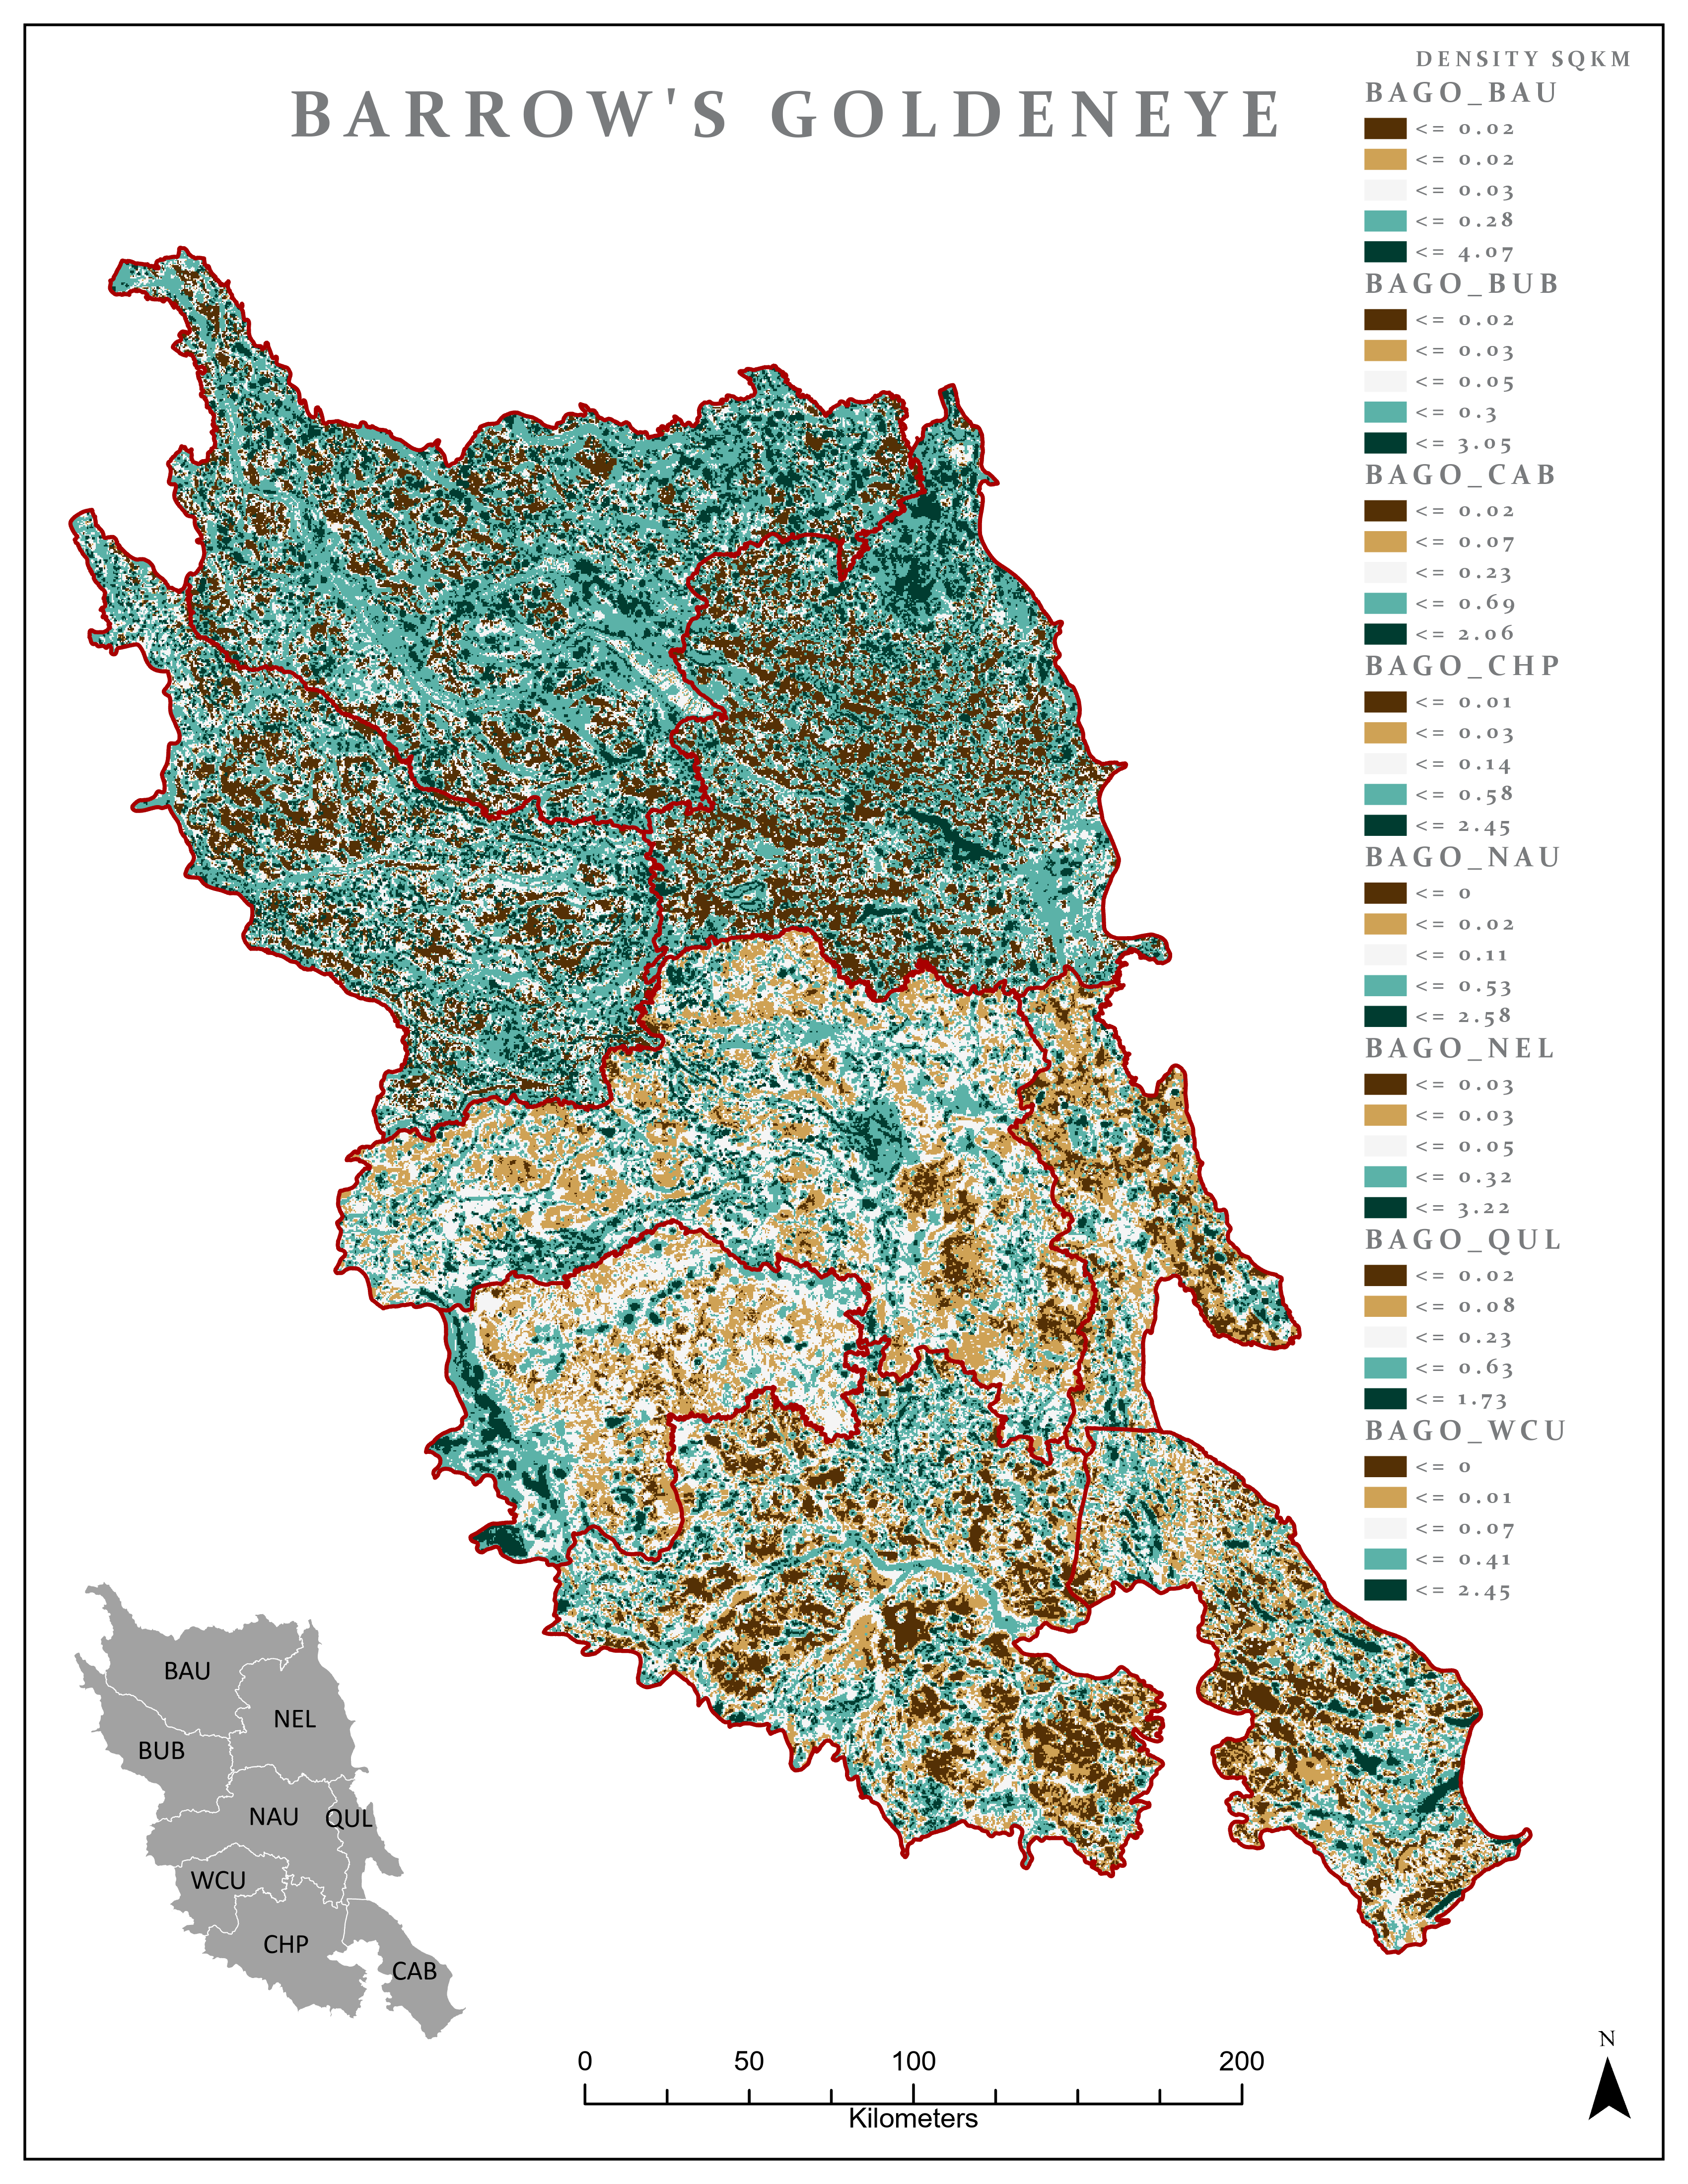 DENSITY SQKM
BARROW'S GOLDENEYE
BAGO_BAU
<= 0.02
<= 0.02
<= 0.03
<= 0.28
<= 4.07
BAGO_BUB
<= 0.02
<= 0.03
<= 0.05
<= 0.3
<= 3.05
BAGO_CAB
<= 0.02
<= 0.07
<= 0.23
<= 0.69
<= 2.06
BAGO_CHP
<= 0.01
<= 0.03
<= 0.14
<= 0.58
<= 2.45
BAGO_NAU
<= 0
<= 0.02
<= 0.11
<= 0.53
<= 2.58
BAGO_NEL
<= 0.03
<= 0.03
<= 0.05
<= 0.32
<= 3.22
BAGO_QUL
<= 0.02
<= 0.08
<= 0.23
<= 0.63
<= 1.73
BAGO_WCU
<= 0
<= 0.01
<= 0.07
<= 0.41
<= 2.45
BAU
NEL
BUB
NAU QUL
WCU
CHP
CAB
0 50 100 200
Kilometers
N